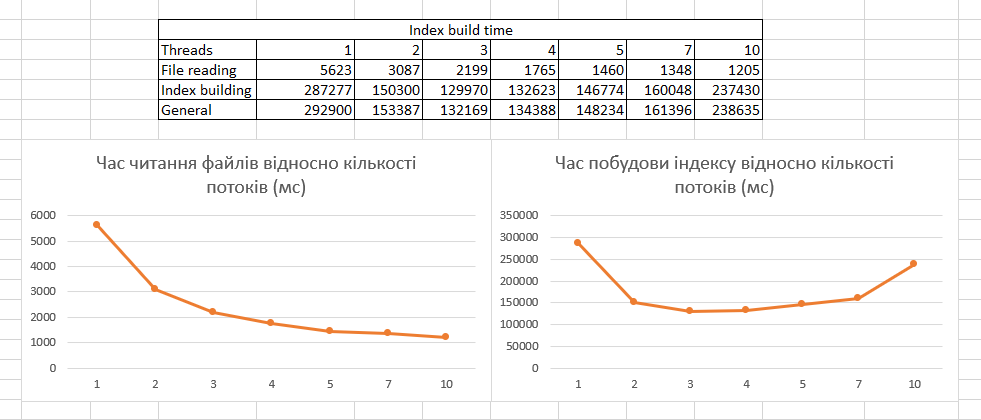 Index build time
Threads 1 2 3 4 5 7 10
File reading 5623 3087 2199 1765 1460 1348 1205
Index building 287277 150300 129970 132623 146774 160048 237430
General 292900 153387 132169 134388 148234 161396 238635
Час читання файлів відносно кількості
потоків (мс)
6000
5000
4000
3000
2000
1000
0
1 2 3 4 5 7 10
Час побудови індексу відносно кількості
потоків (мс)
350000
300000
250000
200000
150000
100000
50000
0
1 2 3 4 5 7 10